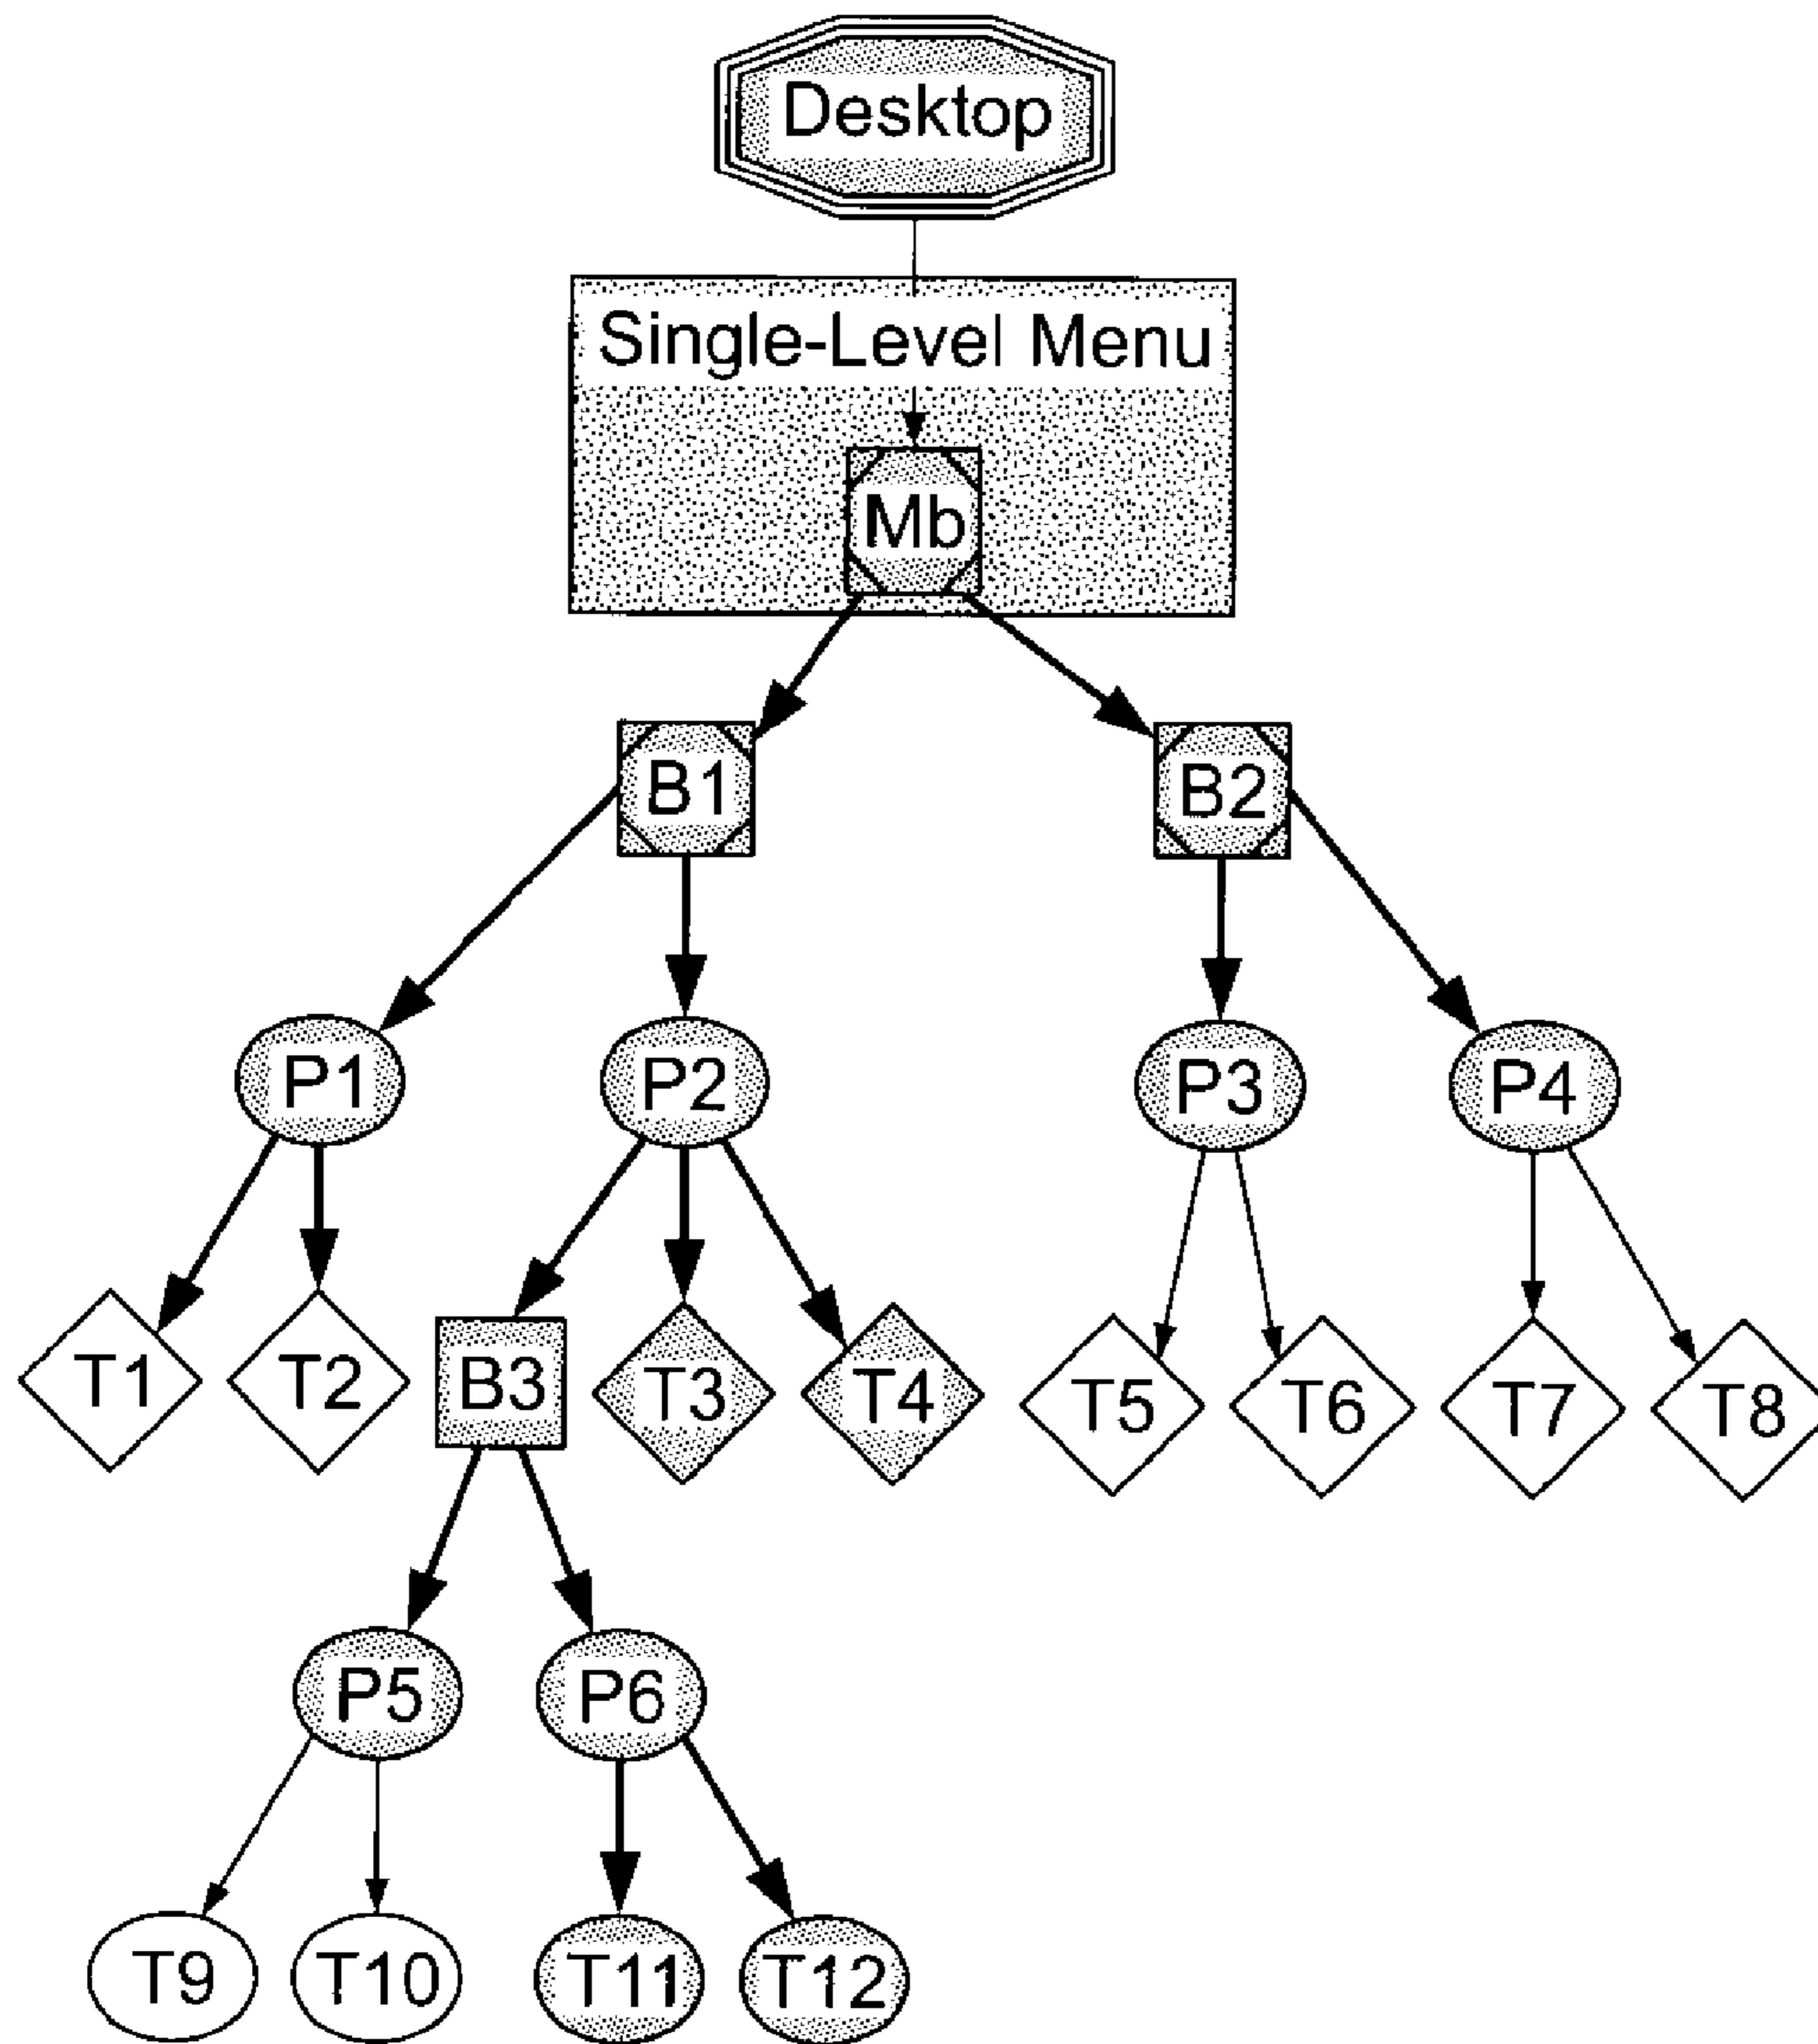 Desktop
Single-Level Menu
Mb
B1
B2
P1
P2
P3
P4
T1
T2
B3
T3
T4
T5
T6
T7
T8
P5
P6
T9
T10
T11
T12